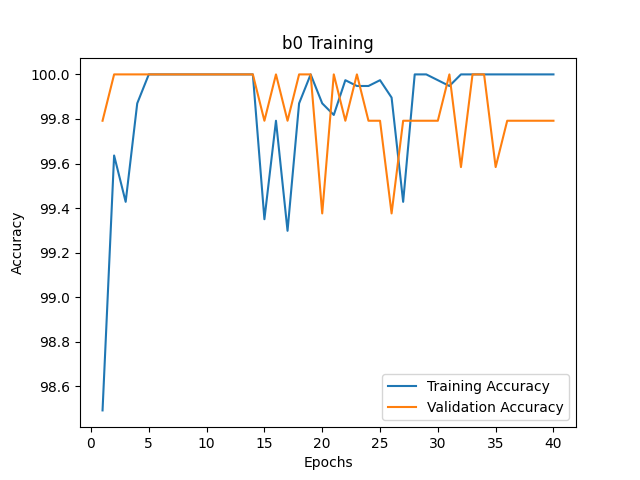 b0 Training
Accuracy
100.0
99.8
99.6
99.4
99.2
99.0
98.8
98.6
Training Accuracy
Validation Accuracy
0 5 10 15 20 25 30 35 40
Epochs